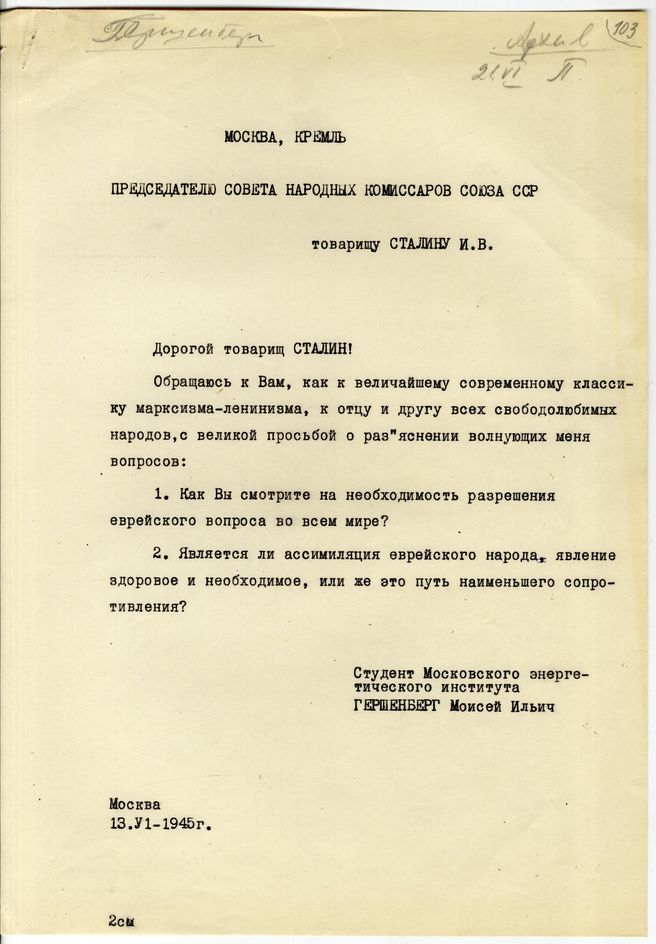 Архив 103
21.VI П
МОСКВА, КРЕМЛЬ
ПРЕДСЕДАТЕЛЮ СОВЕТА НАРОДНЫХ КОМИССАРОВ СОЮЗА ССР
товарищу СТАЛИНУ И.В.
Дорогой товарищ СТАЛИН!
Обращаюсь к Вам, как к величайшему современному класси-
ку марксизма-ленинизма, к отцу и другу всех свободолюбимых
народов,с великой просьбой о раз"яснении волнующих меня
вопросов:
1. Как Вы смотрите на необходимость разрешения
еврейского вопроса во всем мире?
2. Является ли ассимиляция еврейского народа, явление
здоровое и необходимое, или же это путь наименьшего сопро-
тивления?
Студент Московского энерге-
тического института
ГЕРШЕНБЕРГ Моисей Ильич
Москва
13.У1-1945г.
2см